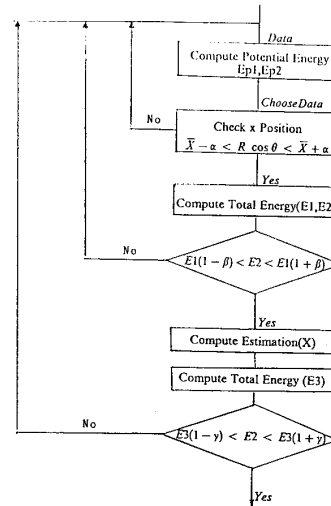 Data
Compute Potential Energy
Ep1,Ep2
ChooseData
No
Check x Position
X̅ − α < R cos θ < X̅ + α
Yes
Compute Total Energy(E1,E2
No
E1(1 − β) < E2 < E1(1 + β)
Yes
Compute Estimation(X)
Compute Total Energy (E3)
No
E3(1 − γ) < E2 < E3(1 + γ)
Yes